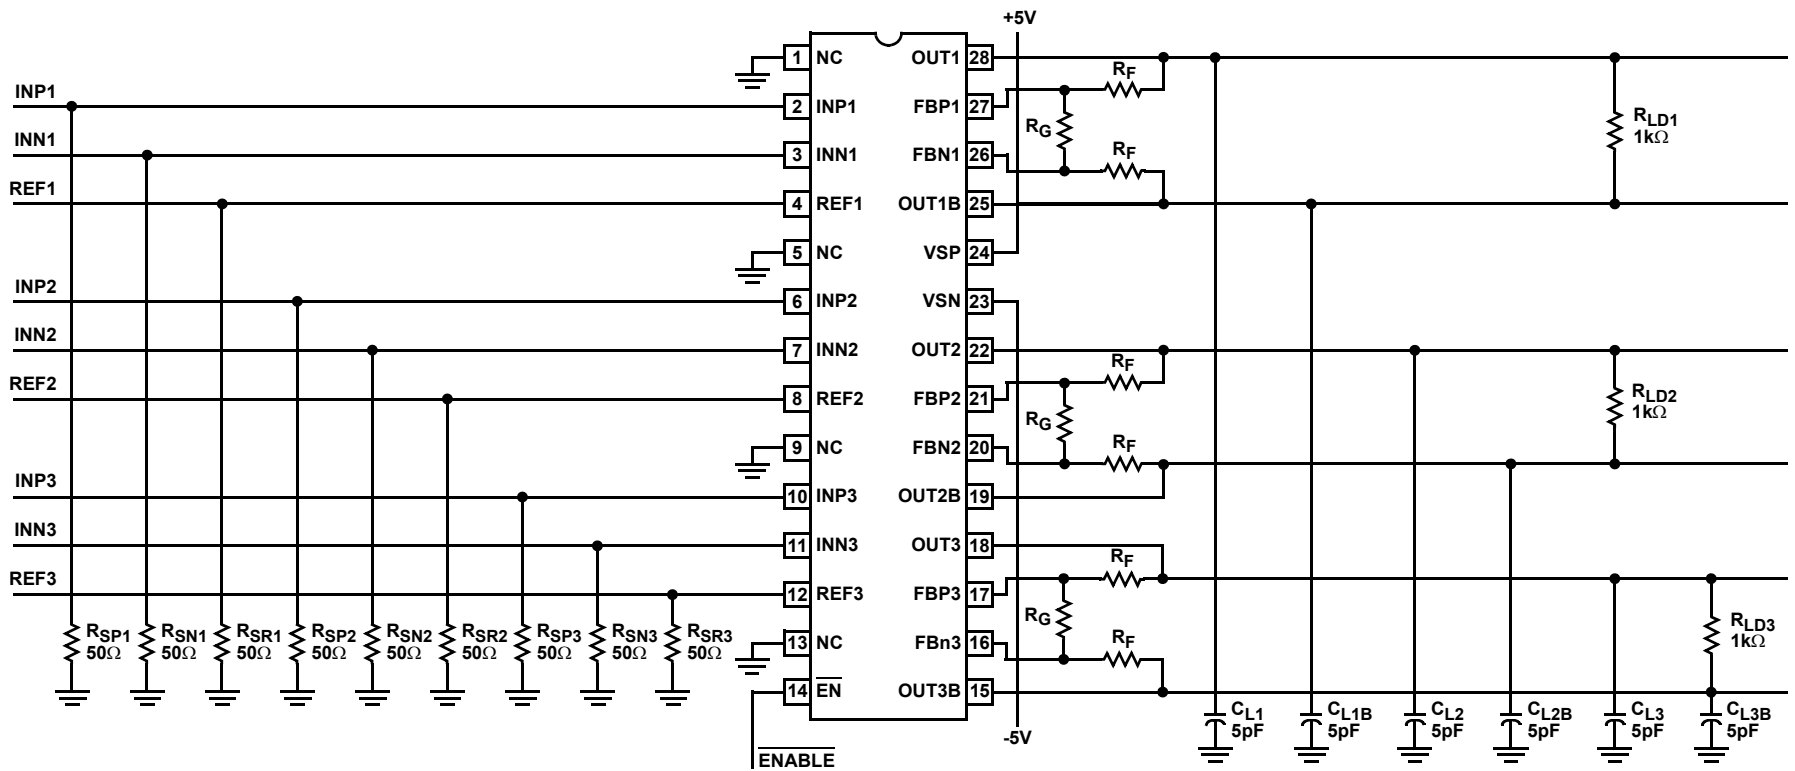 +5V
1 NC OUT1 28
INP1
2 INP1 FBP1 27
RF
RG
RLD1
1kΩ
INN1
3 INN1 FBN1 26
RF
REF1
4 REF1 OUT1B 25
5 NC VSP 24
INP2
6 INP2 VSN 23
INN2
7 INN2 OUT2 22
RF
REF2
8 REF2 FBP2 21
RG
RLD2
1kΩ
9 NC FBN2 20
RF
INP3
10 INP3 OUT2B 19
INN3
11 INN3 OUT3 18
RF
REF3
12 REF3 FBP3 17
RG
RSP1
50Ω
RSN1
50Ω
RSR1
50Ω
RSP2
50Ω
RSN2
50Ω
RSR2
50Ω
RSP3
50Ω
RSN3
50Ω
RSR3
50Ω
13 NC FBn3 16
RF
RLD3
1kΩ
14 EN OUT3B 15
-5V
CL1
5pF
CL1B
5pF
CL2
5pF
CL2B
5pF
CL3
5pF
CL3B
5pF
ENABLE